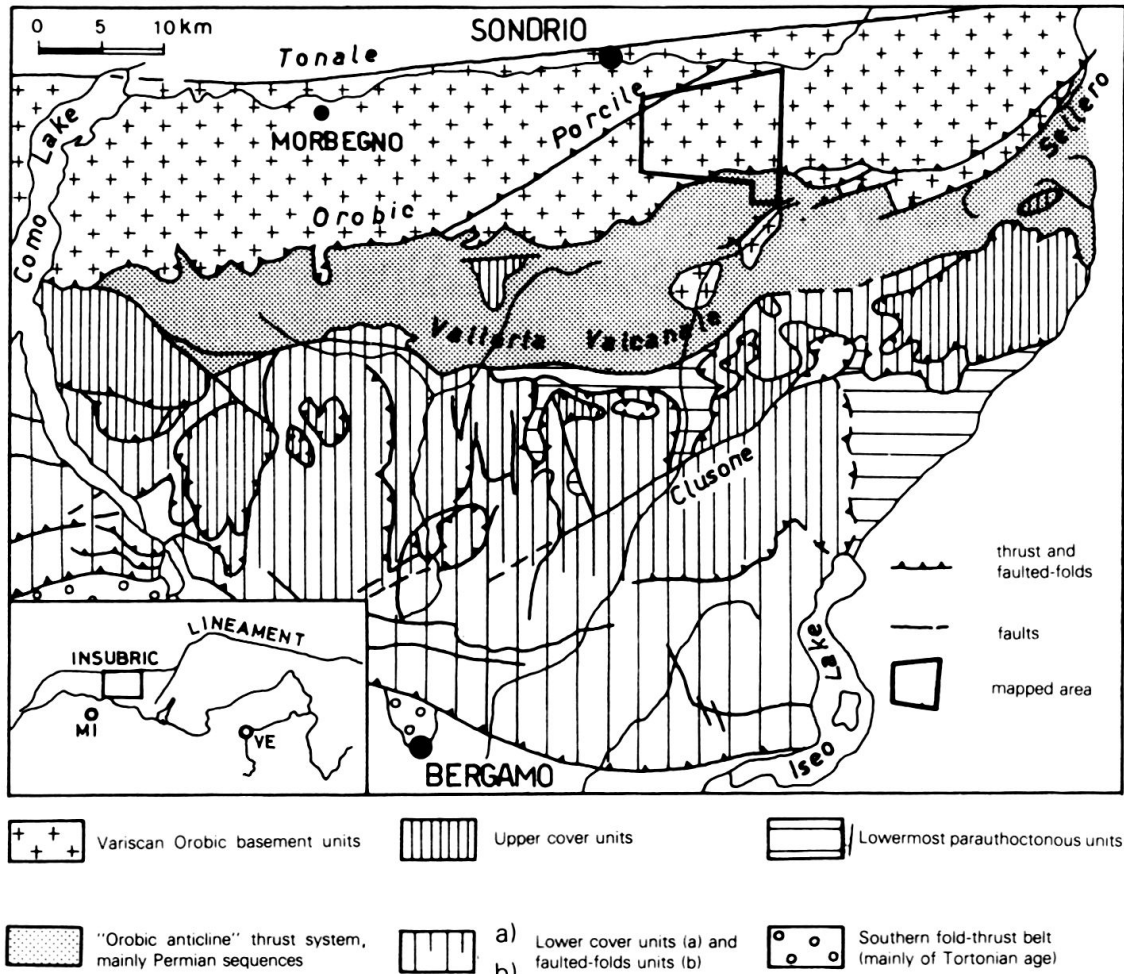 0 5 10km
SONDRIO
Tonale
Lake
Como
MORBEGNO
Porcile
Sellero
Orobic
Valtorta Valcanale
Clusone
thrust and
faulted-folds
faults
mapped area
Lake
Iseo
LINEAMENT
INSUBRIC
MI
VE
BERGAMO
Variscan Orobic basement units
Upper cover units
Lowermost parauthoctonous units
"Orobic anticline" thrust system,
mainly Permian sequences
a)
b)
Lower cover units (a) and
faulted-folds units (b)
Southern fold-thrust belt
(mainly of Tortonian age)